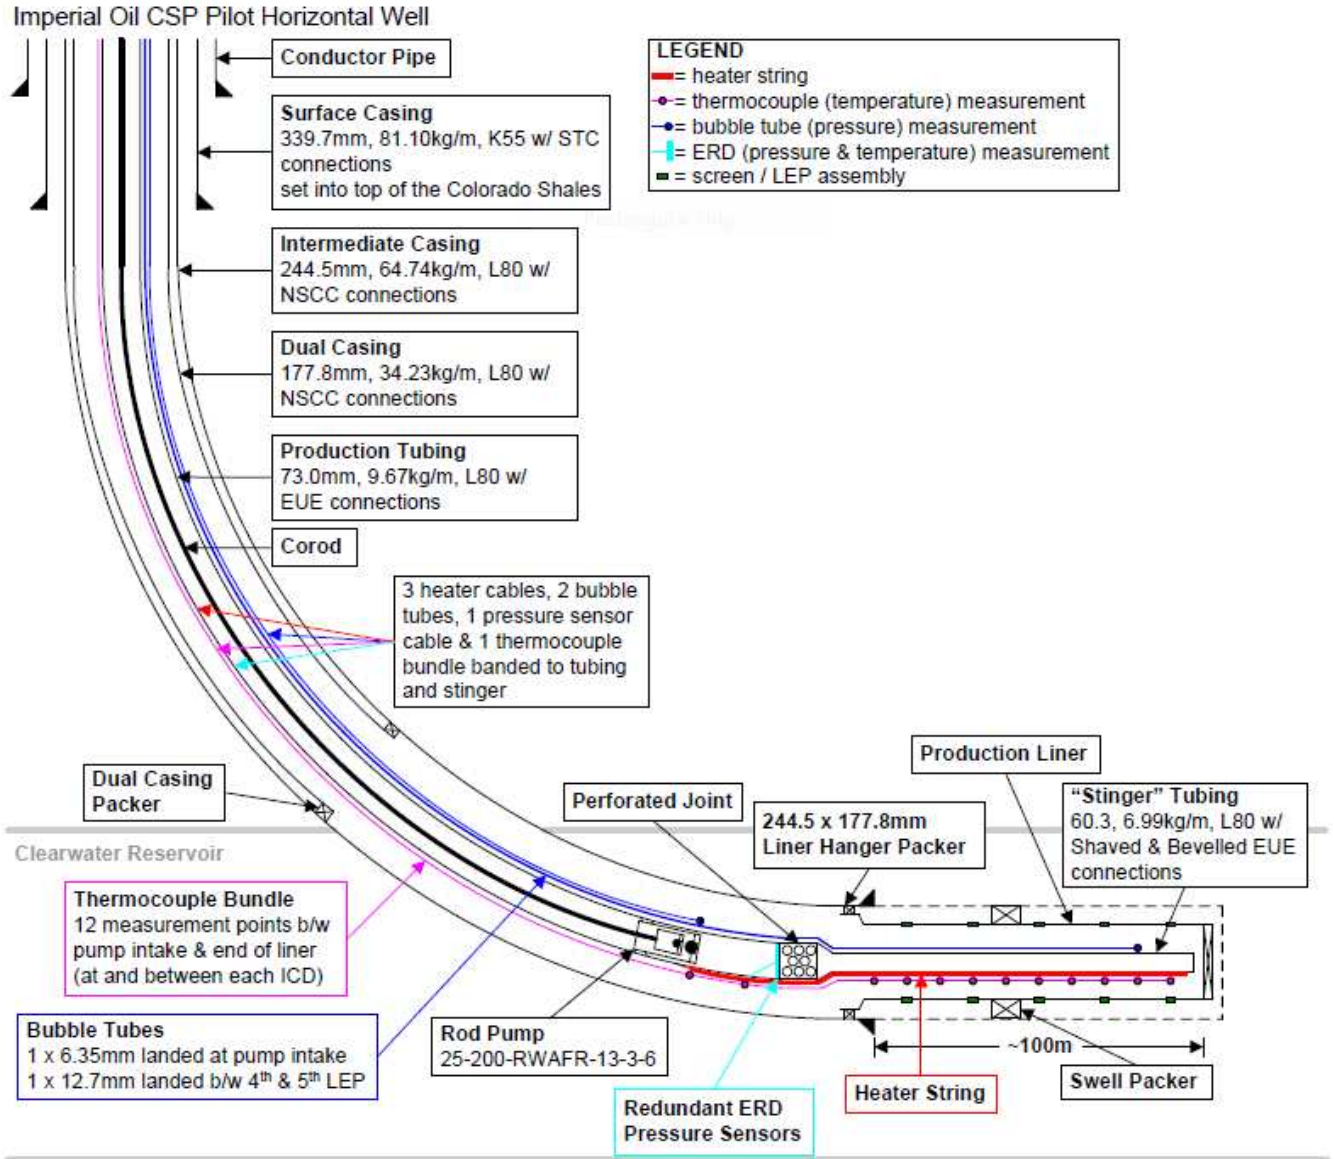 Imperial Oil CSP Pilot Horizontal Well
Conductor Pipe
Surface Casing
339.7mm, 81.10kg/m, K55 w/ STC
connections
set into top of the Colorado Shales
LEGEND
= heater string
= thermocouple (temperature) measurement
= bubble tube (pressure) measurement
= ERD (pressure & temperature) measurement
= screen / LEP assembly
Intermediate Casing
244.5mm, 64.74kg/m, L80 w/
NSCC connections
Dual Casing
177.8mm, 34.23kg/m, L80 w/
NSCC connections
Production Tubing
73.0mm, 9.67kg/m, L80 w/
EUE connections
Corod
3 heater cables, 2 bubble
tubes, 1 pressure sensor
cable & 1 thermocouple
bundle banded to tubing
and stinger
Dual Casing
Packer
Perforated Joint
244.5 x 177.8mm
Liner Hanger Packer
Production Liner
“Stinger” Tubing
60.3, 6.99kg/m, L80 w/
Shaved & Bevelled EUE
connections
Clearwater Reservoir
Thermocouple Bundle
12 measurement points b/w
pump intake & end of liner
(at and between each ICD)
Bubble Tubes
1 x 6.35mm landed at pump intake
1 x 12.7mm landed b/w 4th & 5th LEP
Rod Pump
25-200-RWAFR-13-3-6
Redundant ERD
Pressure Sensors
~100m
Heater String
Swell Packer